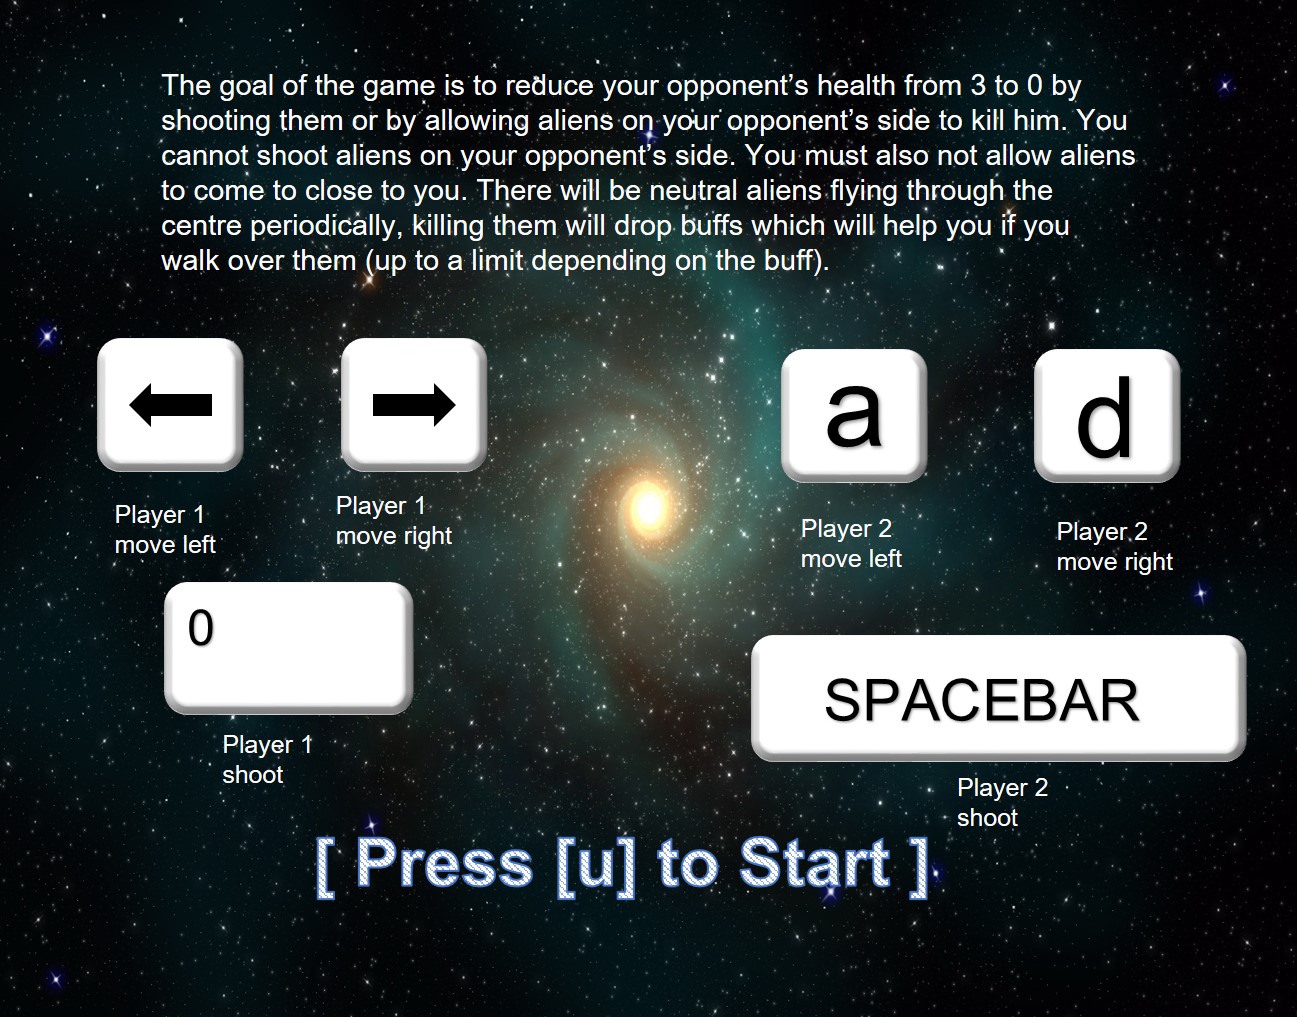 The goal of the game is to reduce your opponent’s health from 3 to 0 by
shooting them or by allowing aliens on your opponent’s side to kill him. You
cannot shoot aliens on your opponent’s side. You must also not allow aliens
to come to close to you. There will be neutral aliens flying through the
centre periodically, killing them will drop buffs which will help you if you
walk over them (up to a limit depending on the buff).
a
d
Player 1
move left
Player 1
move right
Player 2
move left
Player 2
move right
0
SPACEBAR
Player 1
shoot
Player 2
shoot
[ Press [u] to Start ]